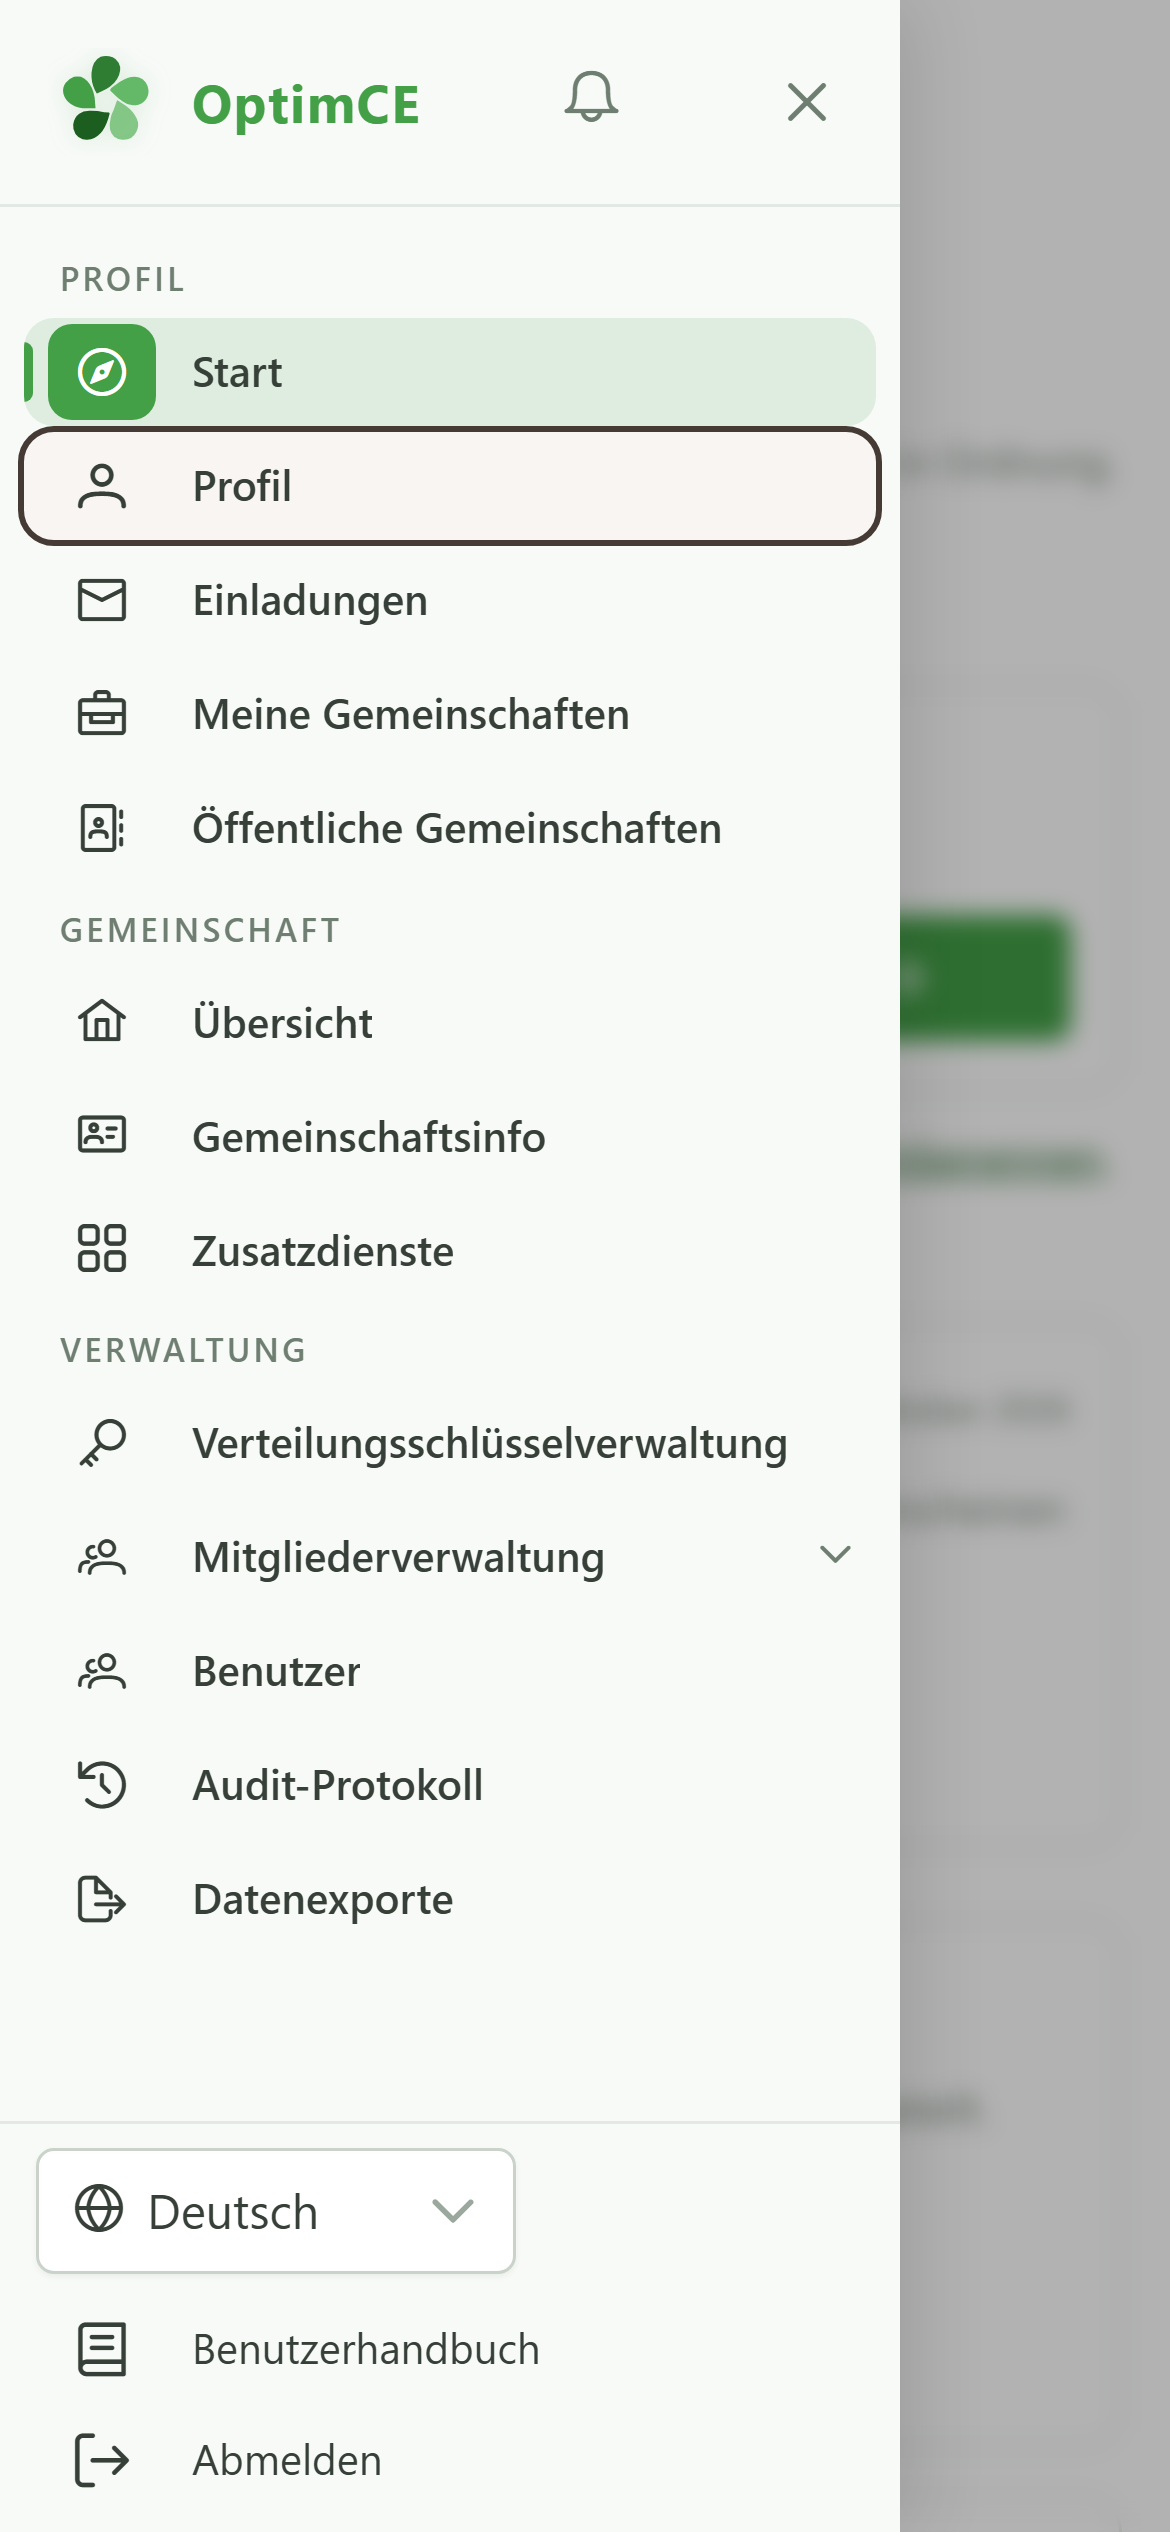 OptimCE
PROFIL
Start
Profil
Einladungen
Meine Gemeinschaften
Öffentliche Gemeinschaften
GEMEINSCHAFT
Übersicht
Gemeinschaftsinfo
Zusatzdienste
VERWALTUNG
Verteilungsschlüsselverwaltung
Mitgliederverwaltung
Benutzer
Audit-Protokoll
Datenexporte
Deutsch
Benutzerhandbuch
Abmelden